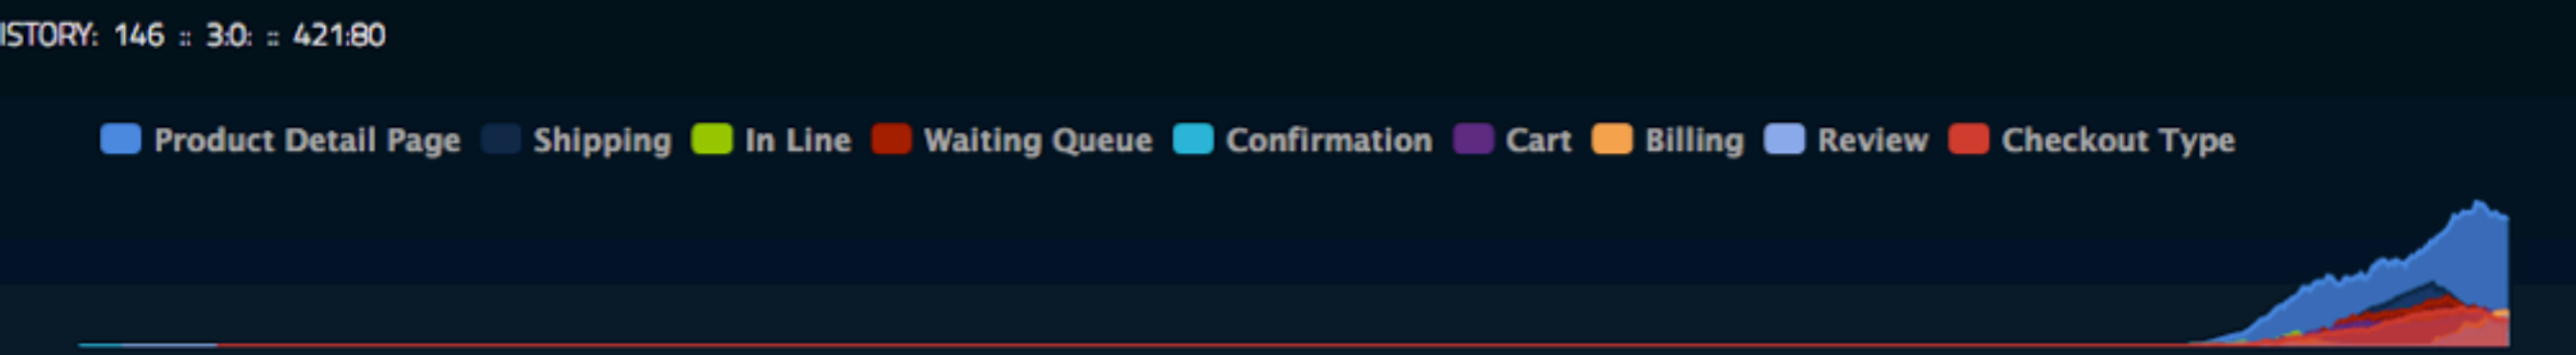 ISTORY: 146 :: 3:0: :: 421:80
Product Detail Page Shipping In Line Waiting Queue Confirmation Cart Billing Review Checkout Type